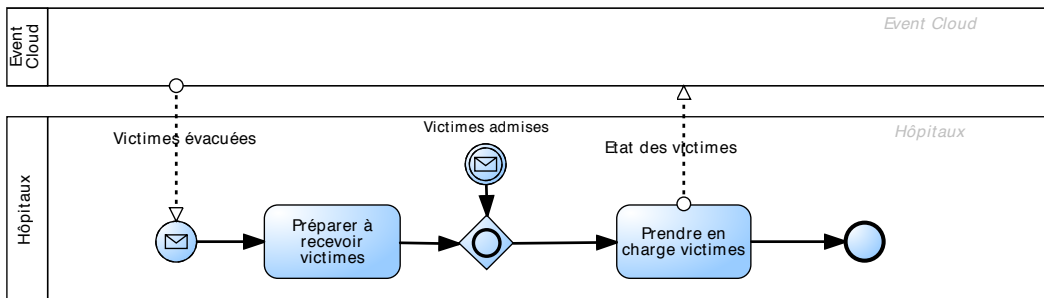 Event Cloud
Event
Cloud
Victimes évacuées
Victimes admises
Etat des victimes
Hôpitaux
Hôpitaux
Préparer à
recevoir
victimes
Prendre en
charge victimes